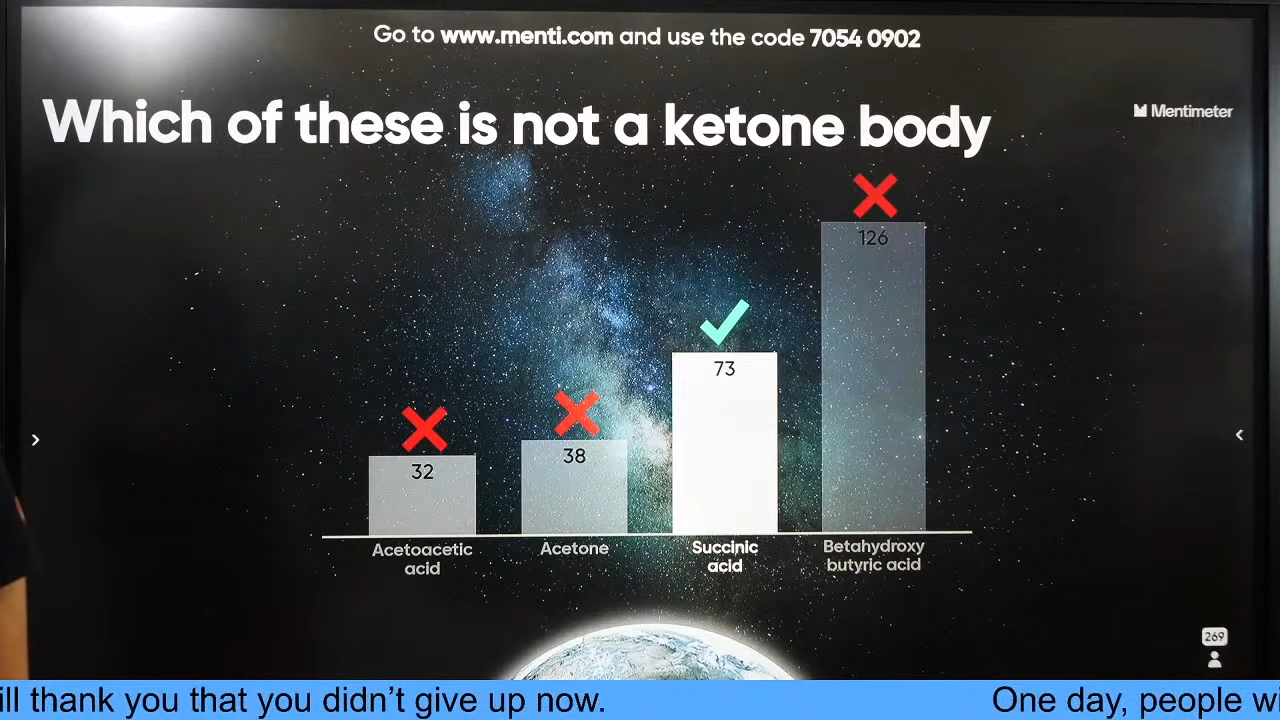 Go to www.menti.com and use the code 7054 0902
Which of these is not a ketone body
Mentimeter
126
73
38
32
Acetoacetic
acid
Acetone
Succinic
acid
Betahydroxy
butyric acid
269
thank you that you didn’t give up now.
One day, people